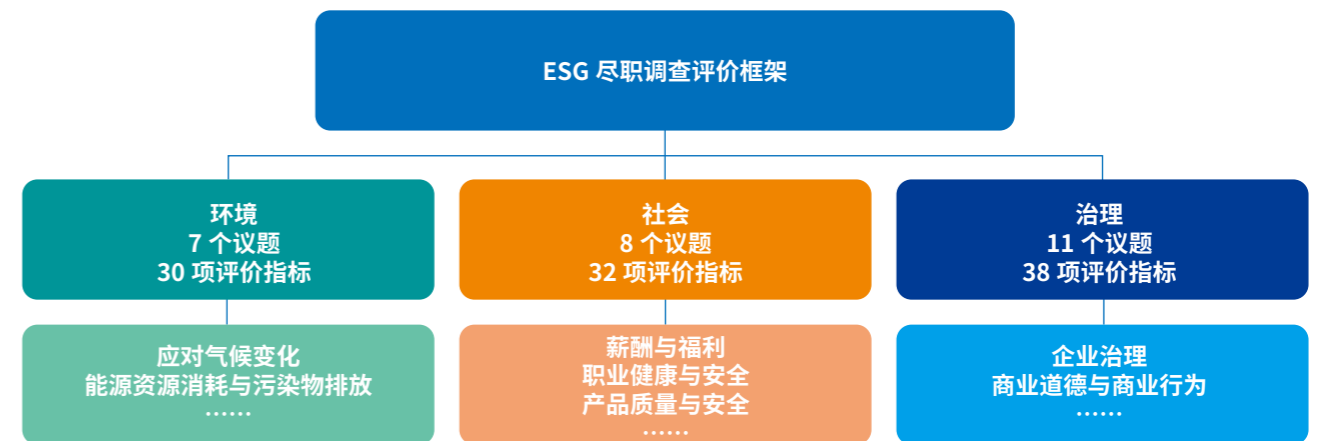 ESG 尽职调查评价框架
环境
7 个议题
30 项评价指标
社会
8 个议题
32 项评价指标
治理
11 个议题
38 项评价指标
应对气候变化
能源资源消耗与污染物排放
……
薪酬与福利
职业健康与安全
产品质量与安全
……
企业治理
商业道德与商业行为
……